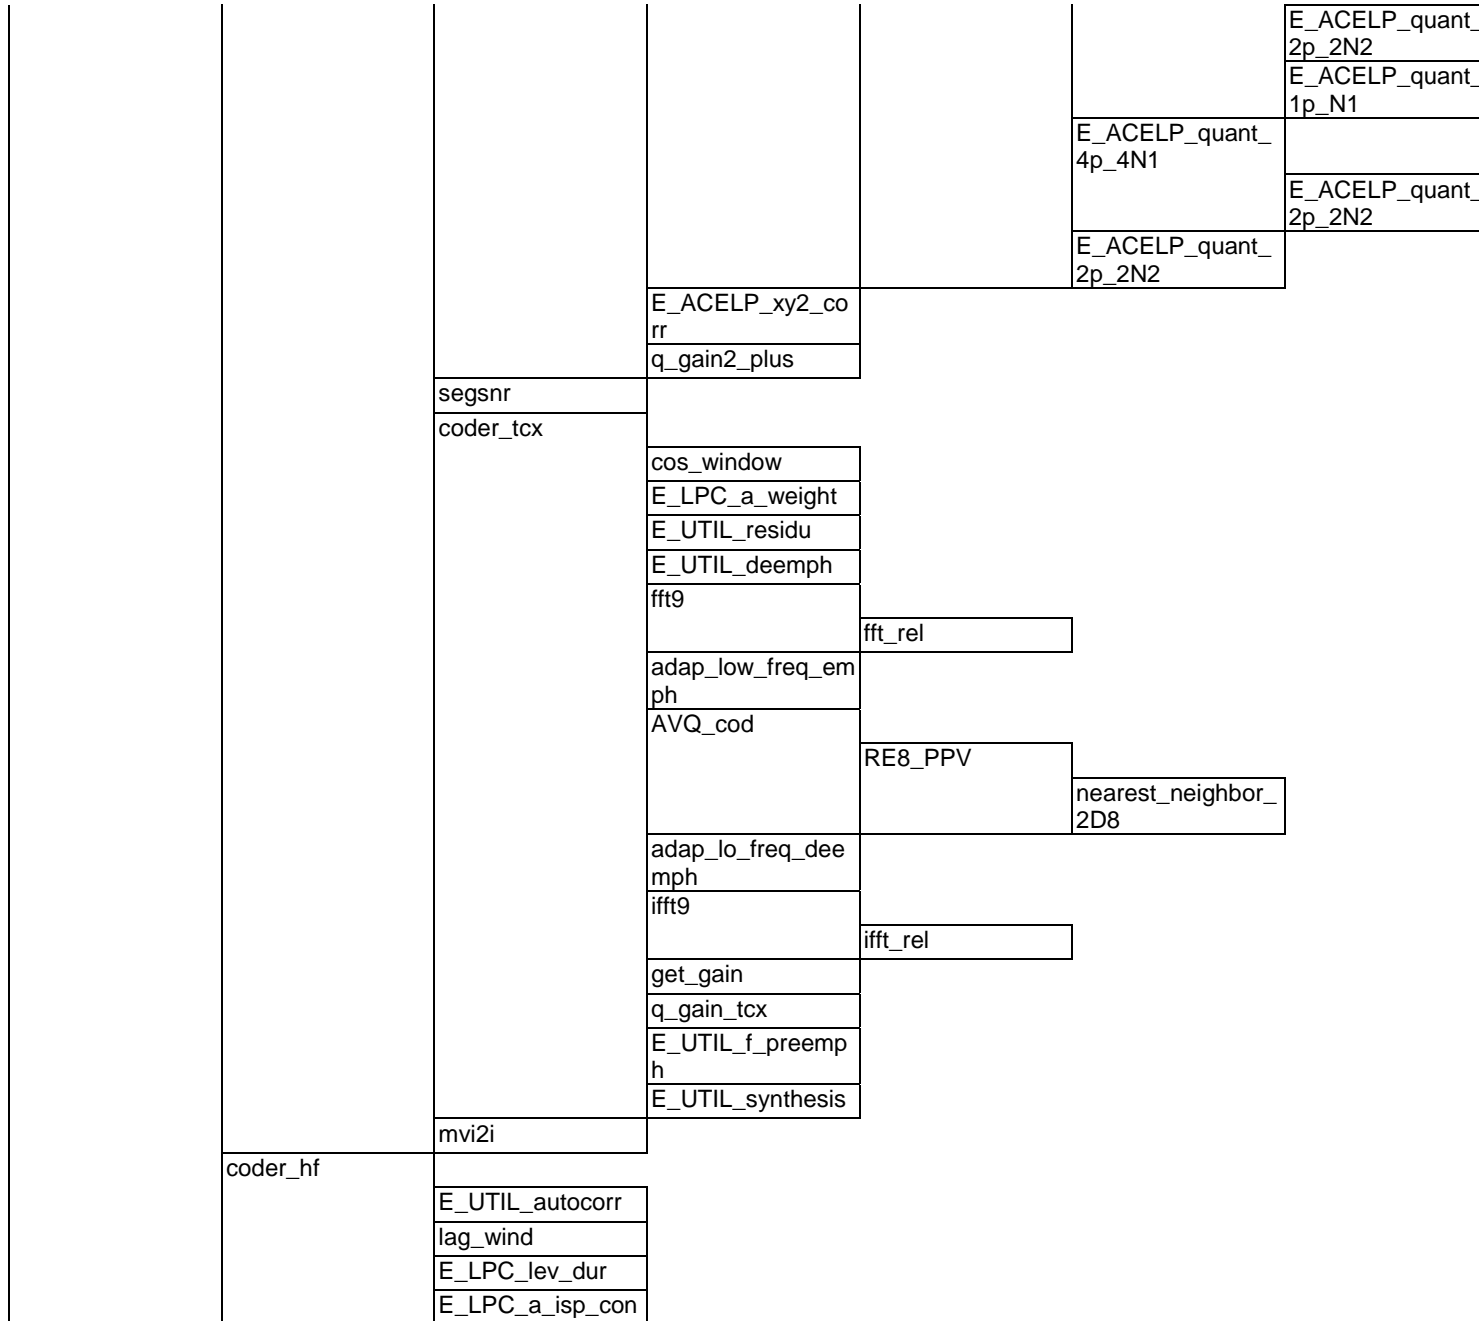 E_ACELP_quant_
2p_2N2
E_ACELP_quant_
1p_N1
E_ACELP_quant_
4p_4N1
E_ACELP_quant_
2p_2N2
E_ACELP_quant_
2p_2N2
E_ACELP_xy2_co
rr
q_gain2_plus
segsnr
coder_tcx
cos_window
E_LPC_a_weight
E_UTIL_residu
E_UTIL_deemph
fft9
fft_rel
adap_low_freq_em
ph
AVQ_cod
RE8_PPV
nearest_neighbor_
2D8
adap_lo_freq_dee
mph
ifft9
ifft_rel
get_gain
q_gain_tcx
E_UTIL_f_preemp
h
E_UTIL_synthesis
mvi2i
coder_hf
E_UTIL_autocorr
lag_wind
E_LPC_lev_dur
E_LPC_a_isp_con